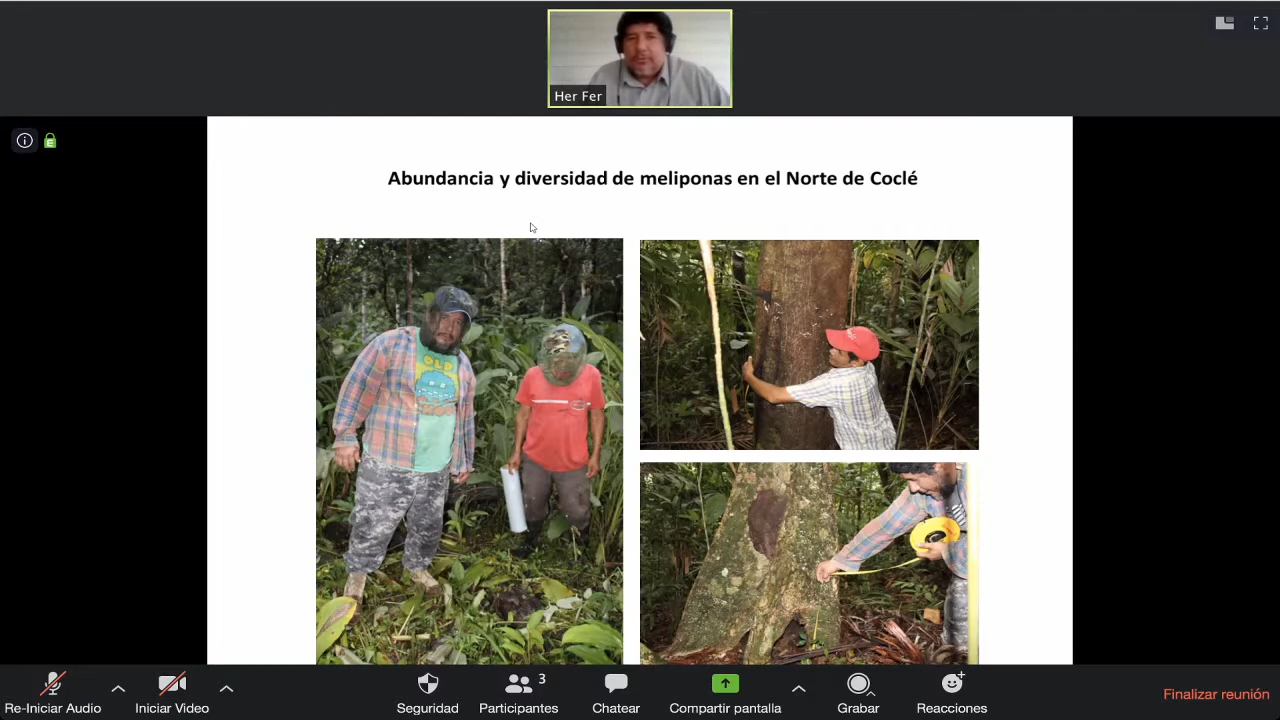 Her Fer
E
Abundancia y diversidad de meliponas en el Norte de Coclé
OLD
3
Re-Iniciar Audio
Iniciar Video
Seguridad
Participantes
Chatear
Compartir pantalla
Grabar
Reacciones
Finalizar reunión